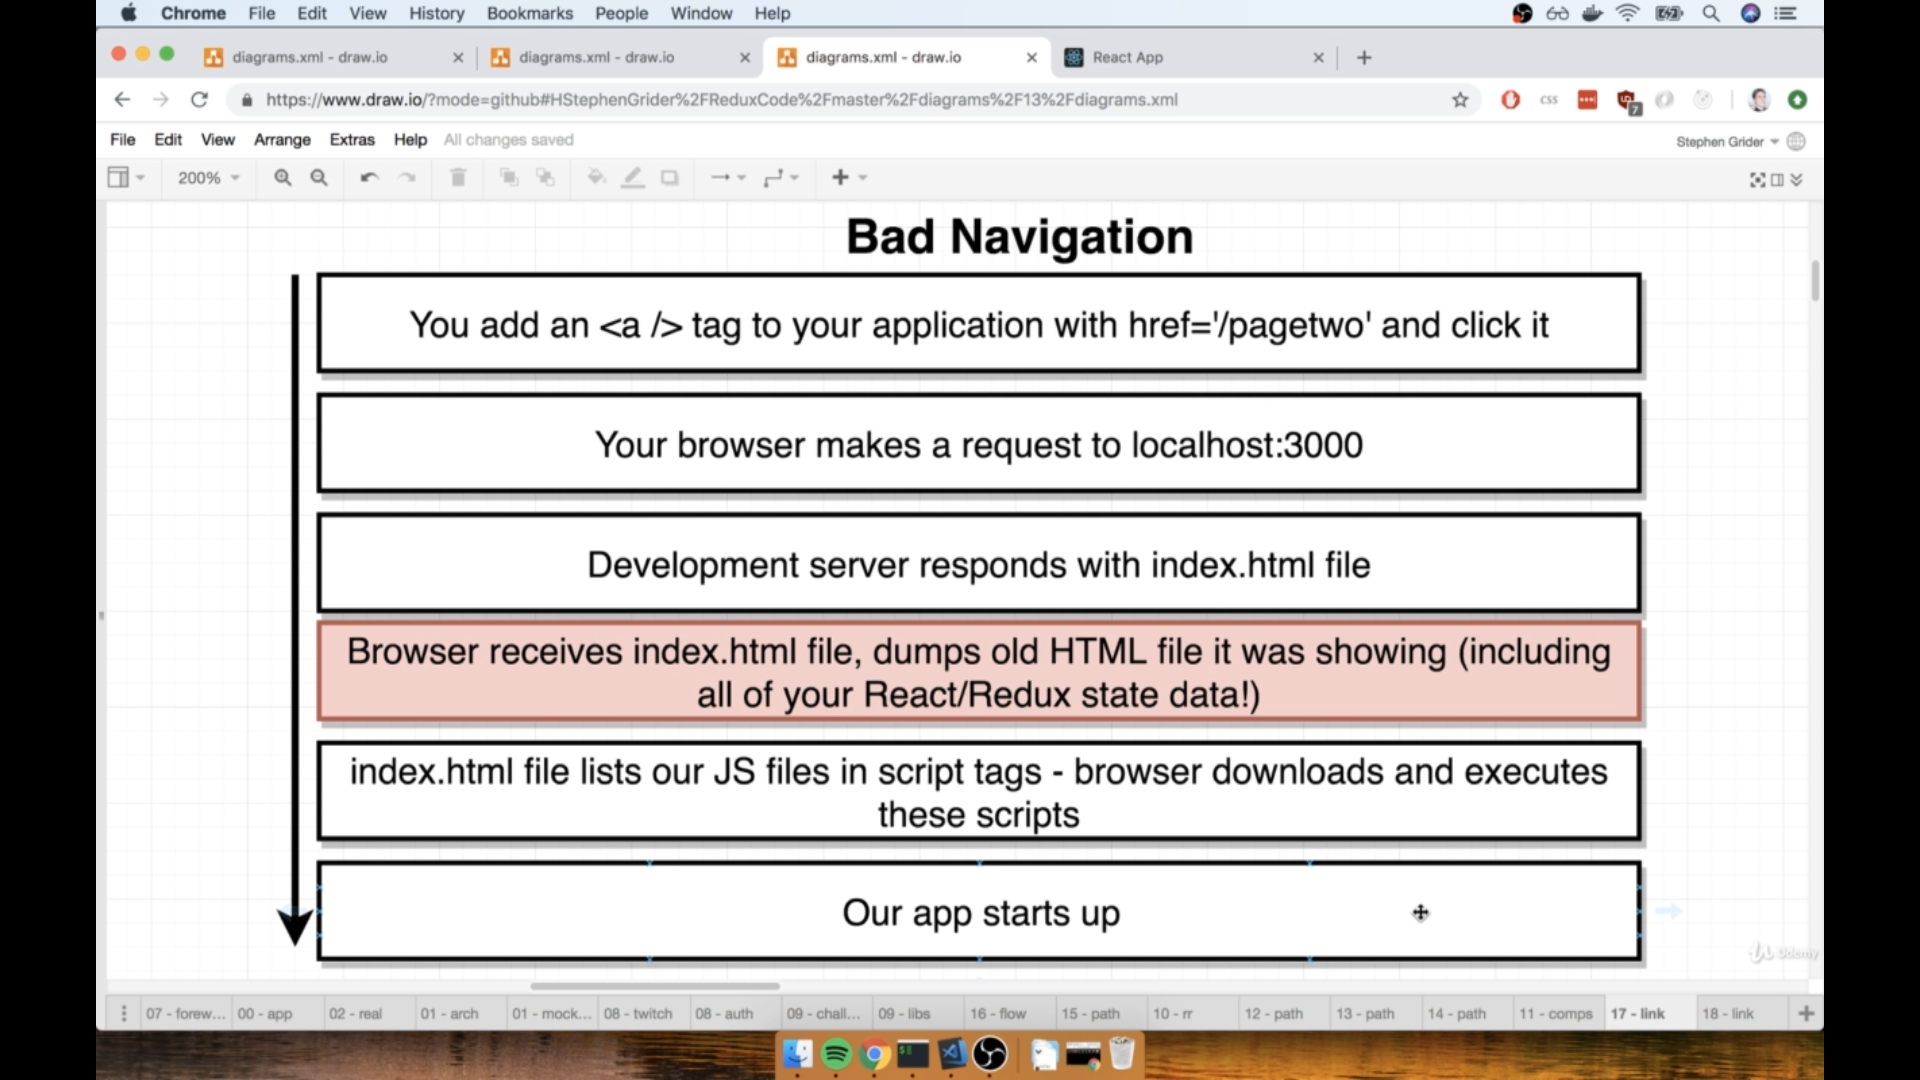 Chrome File Edit View History Bookmarks People Window Help
diagrams.xml - draw.io
diagrams.xml - draw.io
diagrams.xml - draw.io
React App
https://www.draw.io/?mode=github#HStephenGrider%2FReduxCode%2Fmaster%2Fdiagrams%2F13%2Fdiagrams.xml
CSS
7
File Edit View Arrange Extras Help All changes saved
Stephen Grider
200%
Bad Navigation
You add an <a /> tag to your application with href='/pagetwo' and click it
Your browser makes a request to localhost:3000
Development server responds with index.html file
Browser receives index.html file, dumps old HTML file it was showing (including
all of your React/Redux state data!)
index.html file lists our JS files in script tags - browser downloads and executes
these scripts
Our app starts up
Udemy
07 - forew... 00 - app 02 - real 01 - arch 01 - mock... 08 - twitch 08 - auth 09 - chall... 09 - libs 16 - flow 15 - path 10 - rr 12 - path 13 - path 14 - path 11 - comps 17 - link 18 - link